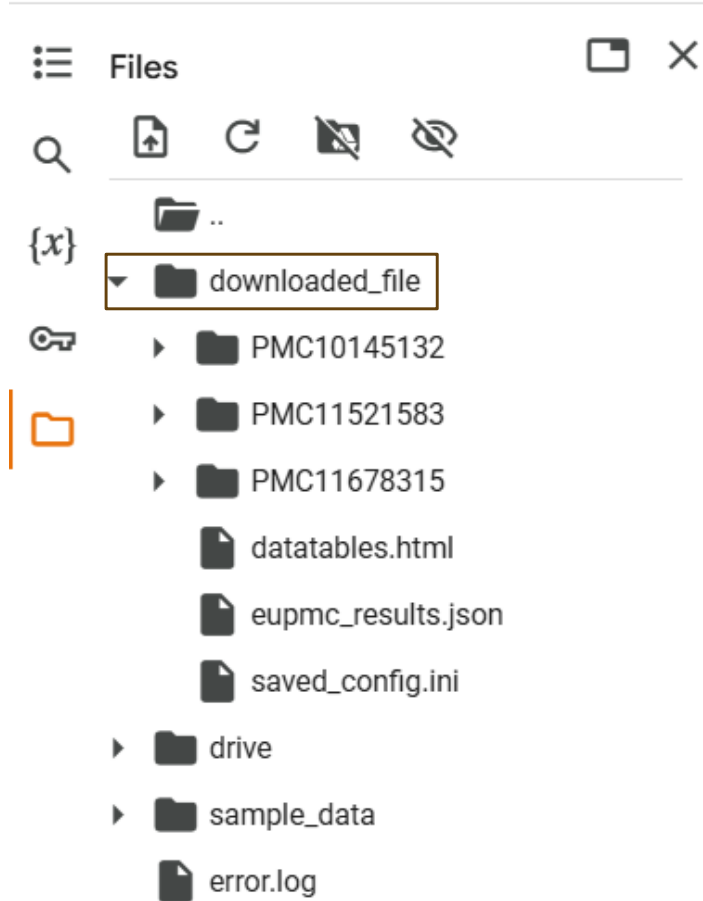 Files
..
{x}
downloaded_file
PMC10145132
PMC11521583
PMC11678315
datatables.html
eupmc_results.json
saved_config.ini
drive
sample_data
error.log